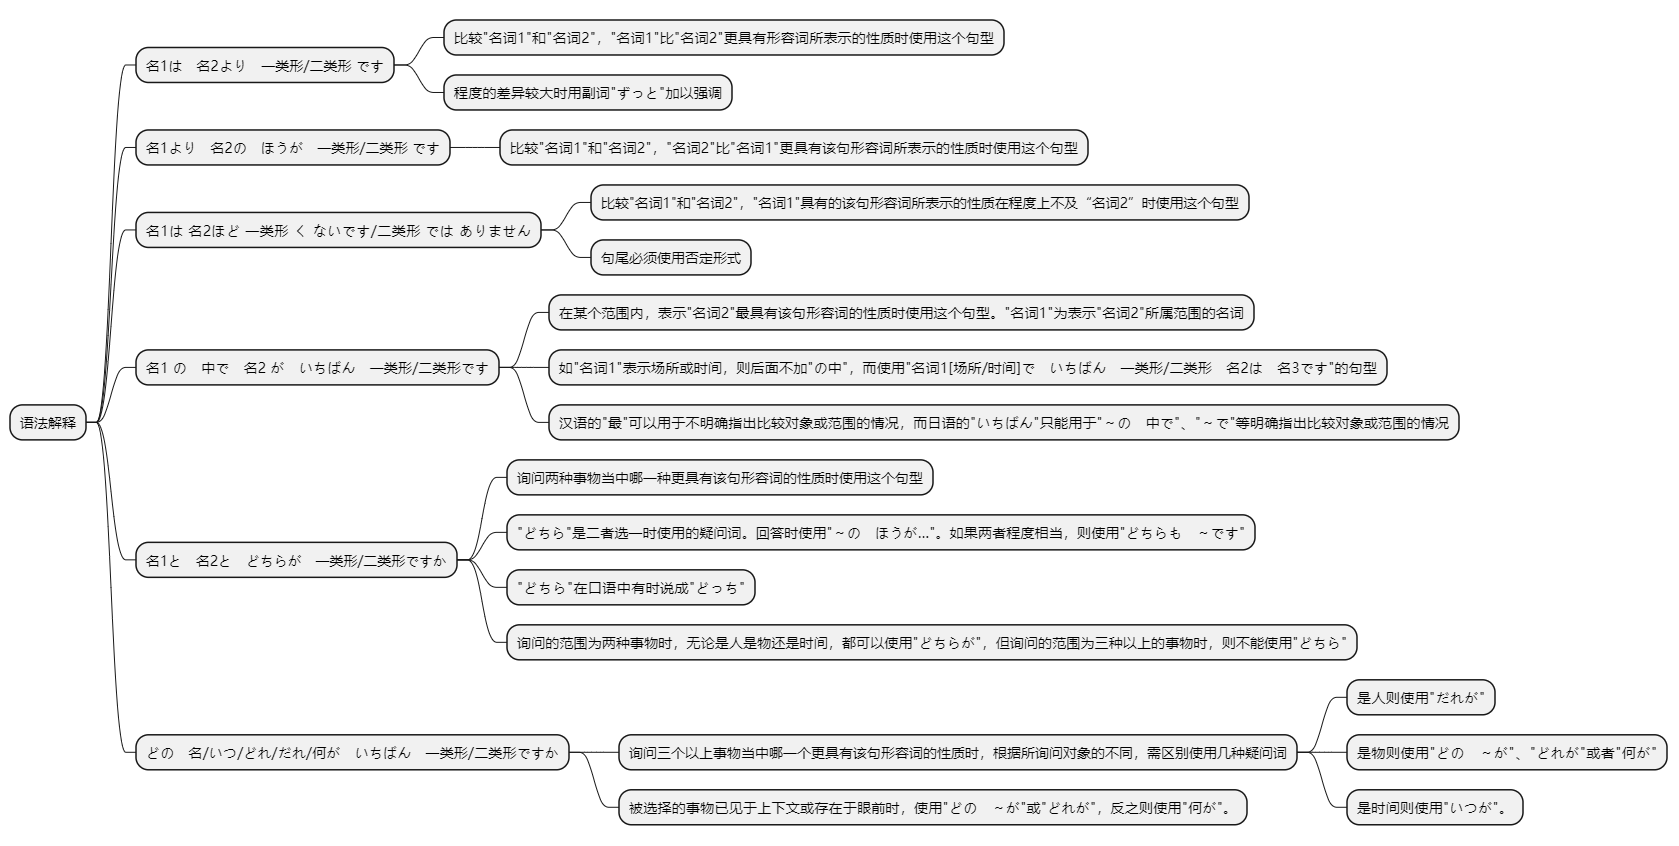 语法解释
名1は　名2より　一类形/二类形 です
比较"名词1"和"名词2"，"名词1"比"名词2"更具有形容词所表示的性质时使用这个句型
程度的差异较大时用副词"ずっと"加以强调
名1より　名2の　ほうが　一类形/二类形 です
比较"名词1"和"名词2"，"名词2"比"名词1"更具有该句形容词所表示的性质时使用这个句型
名1は 名2ほど 一类形 く ないです/二类形 では ありません
比较"名词1"和"名词2"，"名词1"具有的该句形容词所表示的性质在程度上不及“名词2”时使用这个句型
句尾必须使用否定形式
名1 の　中で　名2 が　いちばん　一类形/二类形です
在某个范围内，表示"名词2"最具有该句形容词的性质时使用这个句型。"名词1"为表示"名词2"所属范围的名词
如"名词1"表示场所或时间，则后面不加"の中"，而使用"名词1[场所/时间]で　いちばん　一类形/二类形　名2は　名3です"的句型
汉语的"最"可以用于不明确指出比较对象或范围的情况，而日语的"いちばん"只能用于"～の　中で"、"～で"等明确指出比较对象或范围的情况
名1と　名2と　どちらが　一类形/二类形ですか
询问两种事物当中哪一种更具有该句形容词的性质时使用这个句型
"どちら"是二者选一时使用的疑问词。回答时使用"～の　ほうが…"。如果两者程度相当，则使用"どちらも　～です"
"どちら"在口语中有时说成"どっち"
询问的范围为两种事物时，无论是人是物还是时间，都可以使用"どちらが"，但询问的范围为三种以上的事物时，则不能使用"どちら"
どの　名/いつ/どれ/だれ/何が　いちばん　一类形/二类形ですか
询问三个以上事物当中哪一个更具有该句形容词的性质时，根据所询问对象的不同，需区别使用几种疑问词
是人则使用"だれが"
是物则使用"どの　～が"、"どれが"或者"何が"
是时间则使用"いつが"。
被选择的事物已见于上下文或存在于眼前时，使用"どの　～が"或"どれが"，反之则使用"何が"。